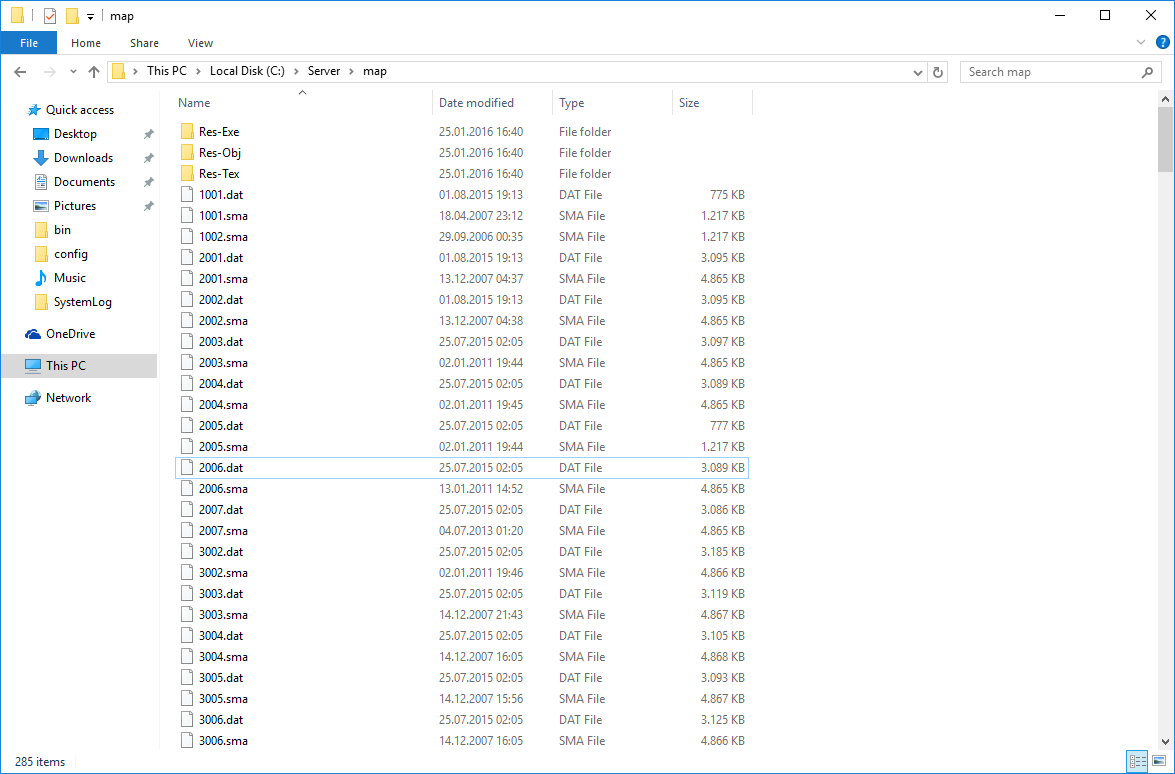 map
File Home Share View
This PC Local Disk (C:) Server map Search map
Quick access
Desktop
Downloads
Documents
Pictures
bin
config
Music
SystemLog
OneDrive
This PC
Network
Name Date modified Type Size
Res-Exe 25.01.2016 16:40 File folder
Res-Obj 25.01.2016 16:40 File folder
Res-Tex 25.01.2016 16:40 File folder
1001.dat 01.08.2015 19:13 DAT File 775 KB
1001.sma 18.04.2007 23:12 SMA File 1.217 KB
1002.sma 29.09.2006 00:35 SMA File 1.217 KB
2001.dat 01.08.2015 19:13 DAT File 3.095 KB
2001.sma 13.12.2007 04:37 SMA File 4.865 KB
2002.dat 01.08.2015 19:13 DAT File 3.095 KB
2002.sma 13.12.2007 04:38 SMA File 4.865 KB
2003.dat 25.07.2015 02:05 DAT File 3.097 KB
2003.sma 02.01.2011 19:44 SMA File 4.865 KB
2004.dat 25.07.2015 02:05 DAT File 3.089 KB
2004.sma 02.01.2011 19:45 SMA File 4.865 KB
2005.dat 25.07.2015 02:05 DAT File 777 KB
2005.sma 02.01.2011 19:44 SMA File 1.217 KB
2006.dat 25.07.2015 02:05 DAT File 3.089 KB
2006.sma 13.01.2011 14:52 SMA File 4.865 KB
2007.dat 25.07.2015 02:05 DAT File 3.086 KB
2007.sma 04.07.2013 01:20 SMA File 4.865 KB
3002.dat 25.07.2015 02:05 DAT File 3.185 KB
3002.sma 02.01.2011 19:46 SMA File 4.866 KB
3003.dat 25.07.2015 02:05 DAT File 3.119 KB
3003.sma 14.12.2007 21:43 SMA File 4.867 KB
3004.dat 25.07.2015 02:05 DAT File 3.105 KB
3004.sma 14.12.2007 16:05 SMA File 4.868 KB
3005.dat 25.07.2015 02:05 DAT File 3.093 KB
3005.sma 14.12.2007 15:56 SMA File 4.867 KB
3006.dat 25.07.2015 02:05 DAT File 3.125 KB
3006.sma 14.12.2007 16:05 SMA File 4.866 KB
285 items